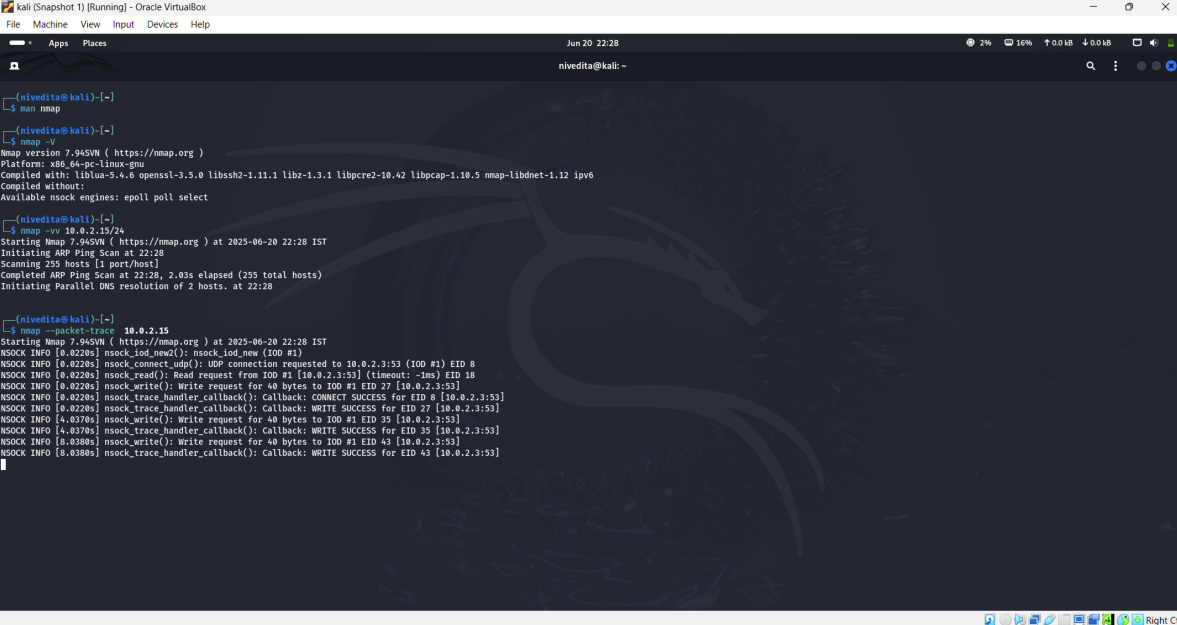 kali (Snapshot 1) [Running] - Oracle VirtualBox
File Machine View Input Devices Help
Apps Places Jun 20 22:28 2% 16% ↑ 0.0 kB ↓ 0.0 kB
nivedita@kali: ~
┌──(nivedita㉿kali)-[~]
└─$ man nmap
┌──(nivedita㉿kali)-[~]
└─$ nmap -V
Nmap version 7.94SVN ( https://nmap.org )
Platform: x86_64-pc-linux-gnu
Compiled with: liblua-5.4.6 openssl-3.5.0 libssh2-1.11.1 libz-1.3.1 libpcre2-10.42 libpcap-1.10.5 nmap-libdnet-1.12 ipv6
Compiled without:
Available nsock engines: epoll poll select
┌──(nivedita㉿kali)-[~]
└─$ nmap -vv 10.0.2.15/24
Starting Nmap 7.94SVN ( https://nmap.org ) at 2025-06-20 22:28 IST
Initiating ARP Ping Scan at 22:28
Scanning 255 hosts [1 port/host]
Completed ARP Ping Scan at 22:28, 2.03s elapsed (255 total hosts)
Initiating Parallel DNS resolution of 2 hosts. at 22:28
┌──(nivedita㉿kali)-[~]
└─$ nmap --packet-trace 10.0.2.15
Starting Nmap 7.94SVN ( https://nmap.org ) at 2025-06-20 22:28 IST
NSOCK INFO [0.0220s] nsock_iod_new2(): nsock_iod_new (IOD #1)
NSOCK INFO [0.0220s] nsock_connect_udp(): UDP connection requested to 10.0.2.3:53 (IOD #1) EID 8
NSOCK INFO [0.0220s] nsock_read(): Read request from IOD #1 [10.0.2.3:53] (timeout: -1ms) EID 18
NSOCK INFO [0.0220s] nsock_write(): Write request for 40 bytes to IOD #1 EID 27 [10.0.2.3:53]
NSOCK INFO [0.0220s] nsock_trace_handler_callback(): Callback: CONNECT SUCCESS for EID 8 [10.0.2.3:53]
NSOCK INFO [0.0220s] nsock_trace_handler_callback(): Callback: WRITE SUCCESS for EID 27 [10.0.2.3:53]
NSOCK INFO [4.0370s] nsock_write(): Write request for 40 bytes to IOD #1 EID 35 [10.0.2.3:53]
NSOCK INFO [4.0370s] nsock_trace_handler_callback(): Callback: WRITE SUCCESS for EID 35 [10.0.2.3:53]
NSOCK INFO [8.0380s] nsock_write(): Write request for 40 bytes to IOD #1 EID 43 [10.0.2.3:53]
NSOCK INFO [8.0380s] nsock_trace_handler_callback(): Callback: WRITE SUCCESS for EID 43 [10.0.2.3:53]
Right C